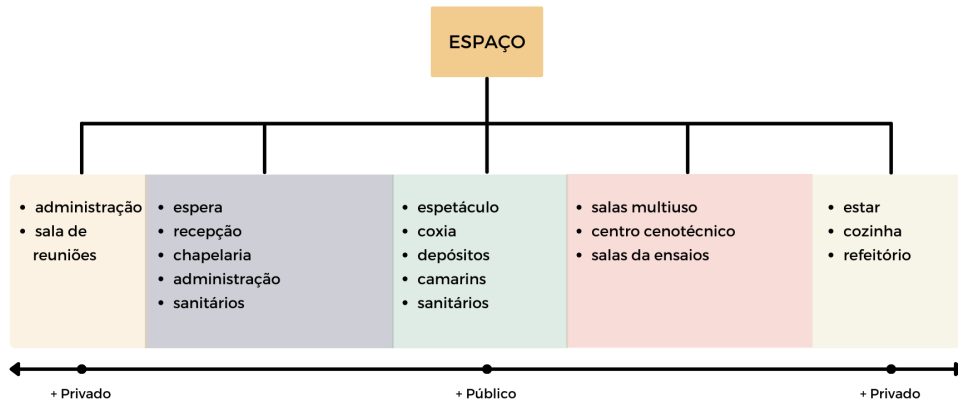 ESPAÇO
• administração
• sala de
reuniões
• espera
• recepção
• chapelaria
• administração
• sanitários
• espetáculo
• coxia
• depósitos
• camarins
• sanitários
• salas multiuso
• centro cenotécnico
• salas da ensaios
• estar
• cozinha
• refeitório
+ Privado
+ Público
+ Privado